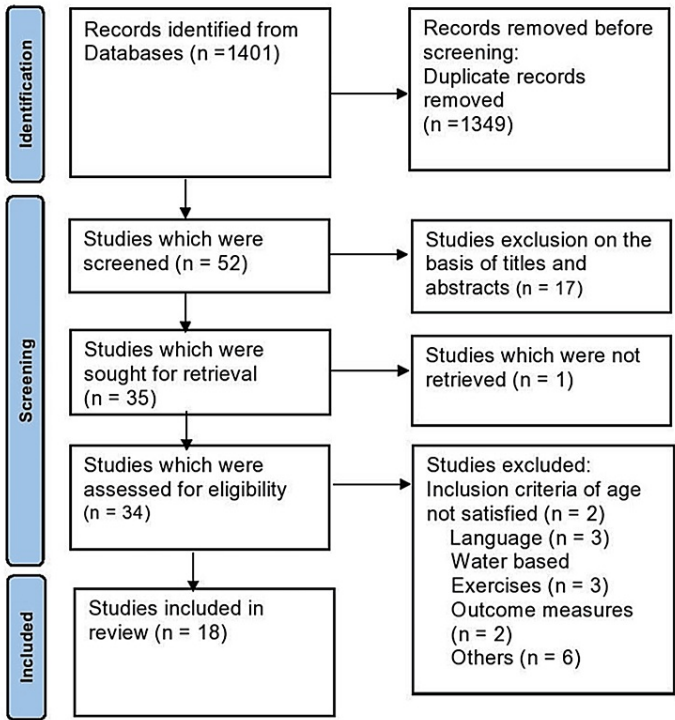 Identification
Records identified from
Databases (n =1401)
Records removed before
screening:
Duplicate records
removed
(n =1349)
Screening
Studies which were
screened (n = 52)
Studies exclusion on the
basis of titles and
abstracts (n = 17)
Studies which were
sought for retrieval
(n = 35)
Studies which were not
retrieved (n = 1)
Studies which were
assessed for eligibility
(n = 34)
Studies excluded:
Inclusion criteria of age
not satisfied (n = 2)
Language (n = 3)
Water based
Exercises (n = 3)
Outcome measures
(n = 2)
Others (n = 6)
Included
Studies included in
review (n = 18)